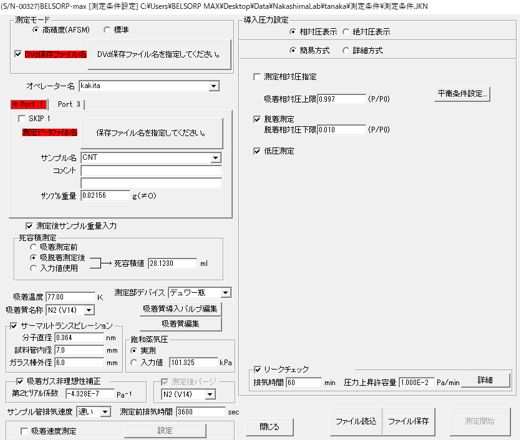 (S/N-00327)BELSORP-max [測定条件設定] C:¥Users¥BELSORP MAX¥Desktop¥Data¥NakashimaLab¥tanaka¥測定条件¥測定条件.JKN
測定モード
高精度(AFSM) 標準
DVd保存ファイル名 DVd保存ファイル名を指定してください。
オペレーター名 kakita
* Port 1 Port 3
SKIP 1
測定データファイル名 保存ファイル名を指定してください。
サンプル名 CNT
コメント
サンプル重量 0.02156 g(≠0)
測定後サンプル重量入力
死容積測定
吸着測定前
吸脱着測定後
入力値使用
死容積値 28.1230 ml
吸着温度 77.00 K
測定部デバイス デュワー瓶
吸着質名称 N2 (V14)
吸着質導入バルブ編集
吸着質編集
サーマルトランスピレーション
分子直径 0.364 nm
試料管内径 7.0 mm
ガラス棒外径 6.0 mm
飽和蒸気圧
実測
入力値 101.325 kPa
吸着ガス非理想性補正
第2ビリアル係数 -4.328E-7 Pa⁻¹
測定後パージ
N2 (V14)
サンプル管排気速度 遅い 測定前排気時間 3600 sec
吸着速度測定 設定
導入圧力設定
相対圧表示 絶対圧表示
簡易方式 詳細方式
測定相対圧指定
吸着相対圧上限 0.997 (P/P0)
平衡条件設定...
脱着測定
脱着相対圧下限 0.010 (P/P0)
低圧測定
リークチェック
排気時間 60 min 圧力上昇許容量 1.000E-2 Pa/min 詳細
閉じる ファイル読込 ファイル保存 測定開始